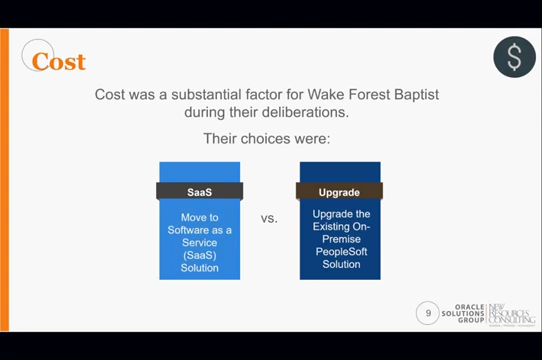 Cost
$
Cost was a substantial factor for Wake Forest Baptist
during their deliberations.
Their choices were:
SaaS
Move to
Software as a
Service
(SaaS)
Solution
vs.
Upgrade
Upgrade the
Existing On-
Premise
PeopleSoft
Solution
9
ORACLE
SOLUTIONS
GROUP
NEW
RESOURCES
CONSULTING